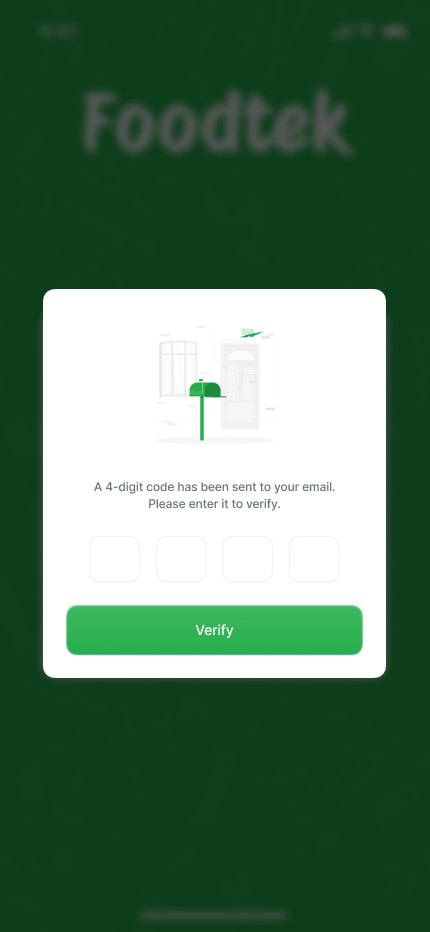 Foodtek
A 4-digit code has been sent to your email.
Please enter it to verify.
Verify